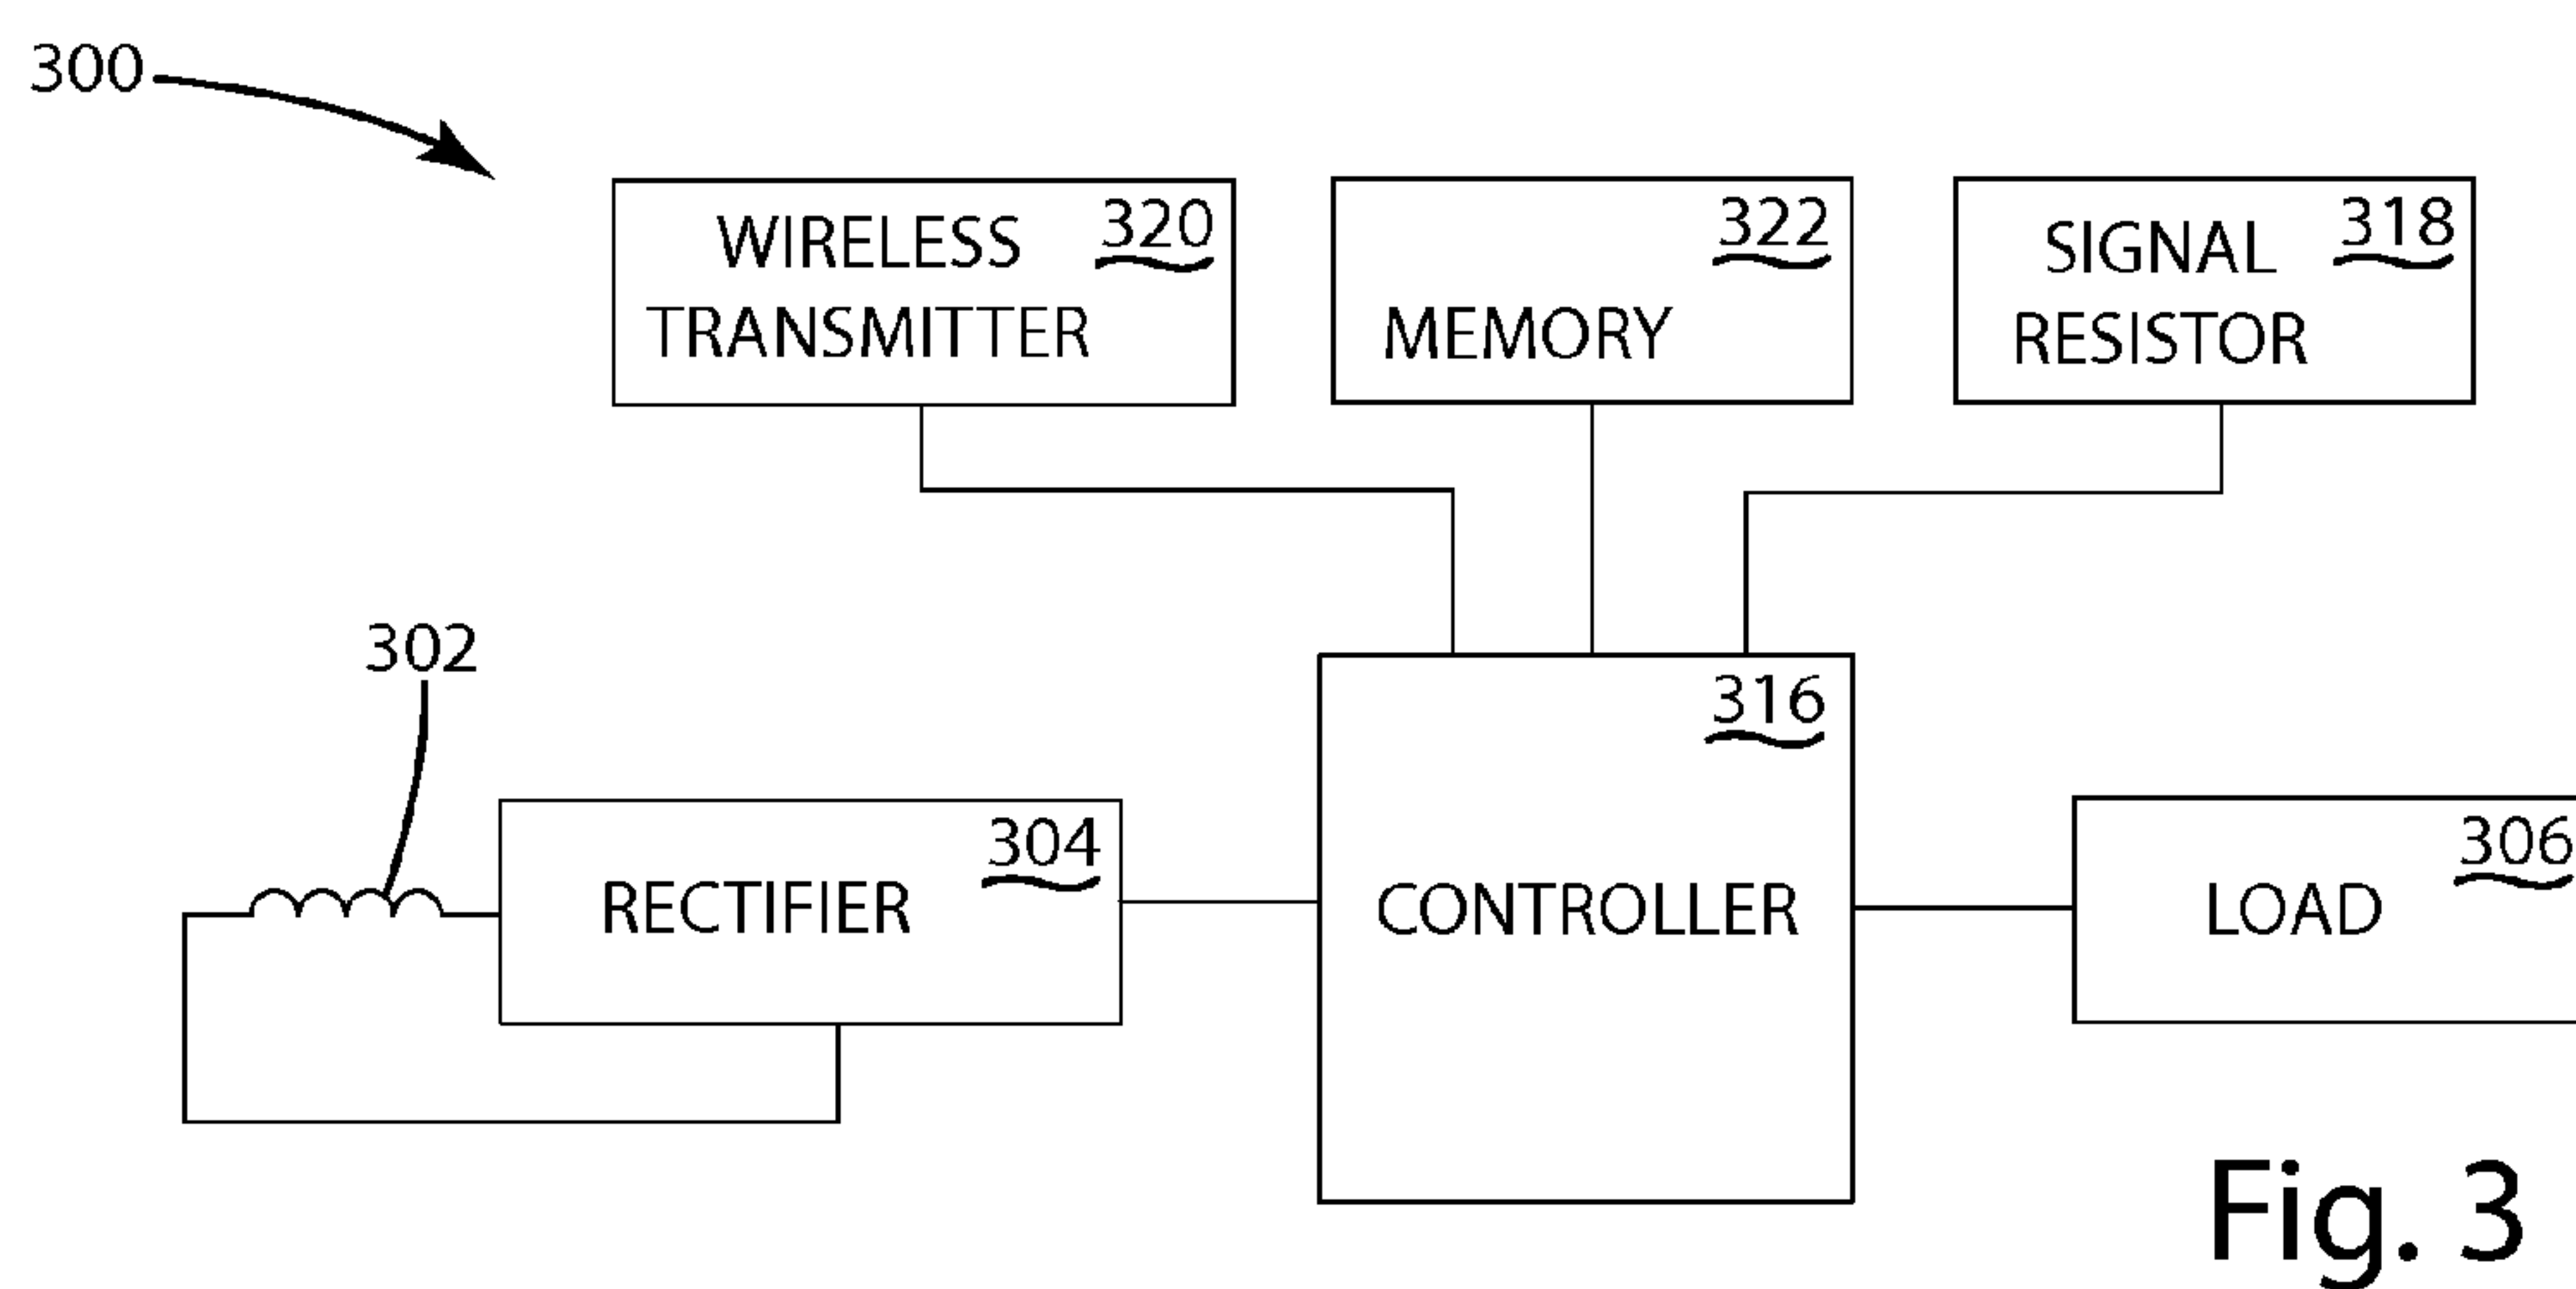 300
WIRELESS 320
TRANSMITTER
322
MEMORY
SIGNAL 318
RESISTOR
302
316
CONTROLLER
304
RECTIFIER
306
LOAD
Fig. 3